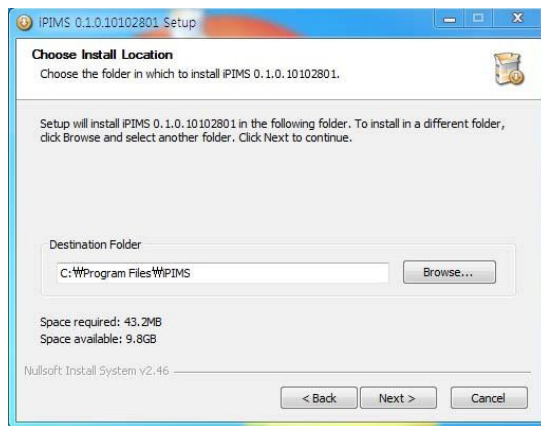 iPIMS 0.1.0.10102801 Setup
Choose Install Location
Choose the folder in which to install iPIMS 0.1.0.10102801.
Setup will install iPIMS 0.1.0.10102801 in the following folder. To install in a different folder,
click Browse and select another folder. Click Next to continue.
Destination Folder
C:₩Program Files₩iPIMS
Browse...
Space required: 43.2MB
Space available: 9.8GB
Nullsoft Install System v2.46
< Back
Next >
Cancel